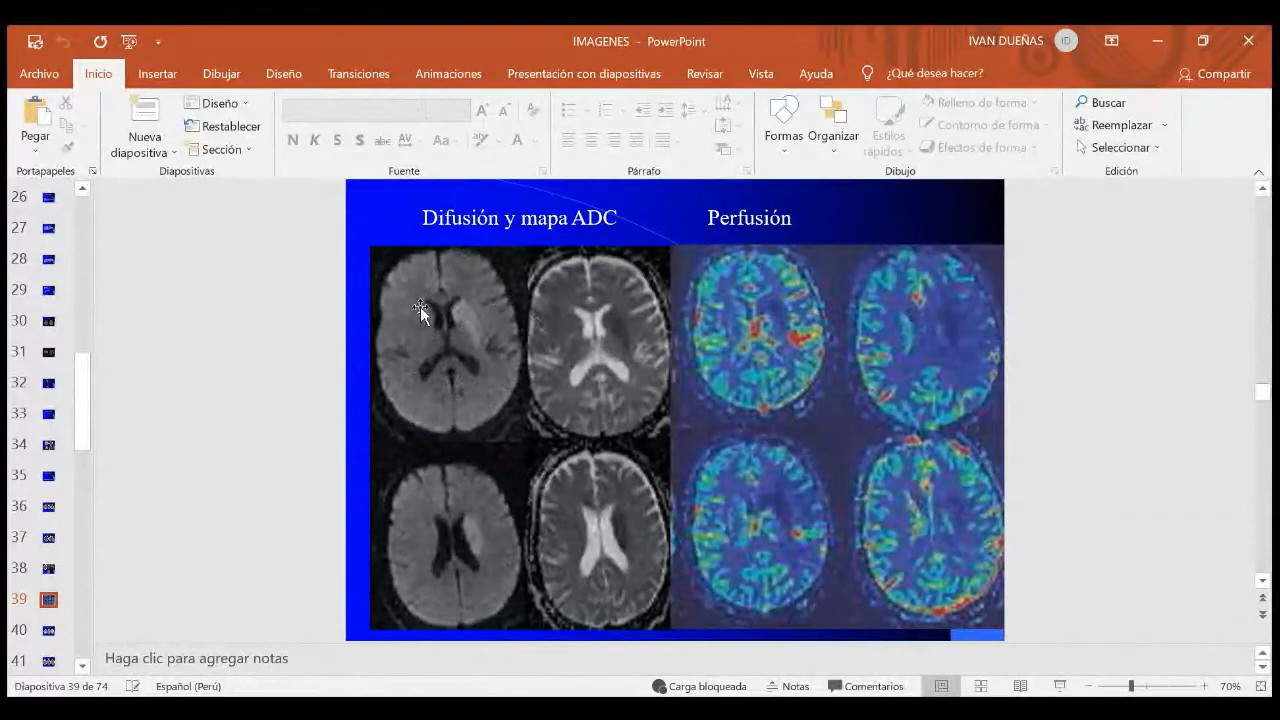 IMAGENES - PowerPoint
IVAN DUEÑAS
ID
Archivo
Inicio
Insertar
Dibujar
Diseño
Transiciones
Animaciones
Presentación con diapositivas
Revisar
Vista
Ayuda
¿Qué desea hacer?
Compartir
Pegar
Portapapeles
Nueva
diapositiva
Diseño
Restablecer
Sección
Diapositivas
N K S S abc AV Aa A
Fuente
Párrafo
Formas
Organizar
Estilos
rápidos
Relleno de forma
Contorno de forma
Efectos de forma
Dibujo
Buscar
Reemplazar
Seleccionar
Edición
26
27
28
29
30
31
32
33
34
35
36
37
38
39
40
41
Difusión y mapa ADC
Perfusión
Haga clic para agregar notas
Diapositiva 39 de 74
Español (Perú)
Carga bloqueada
Notas
Comentarios
70%